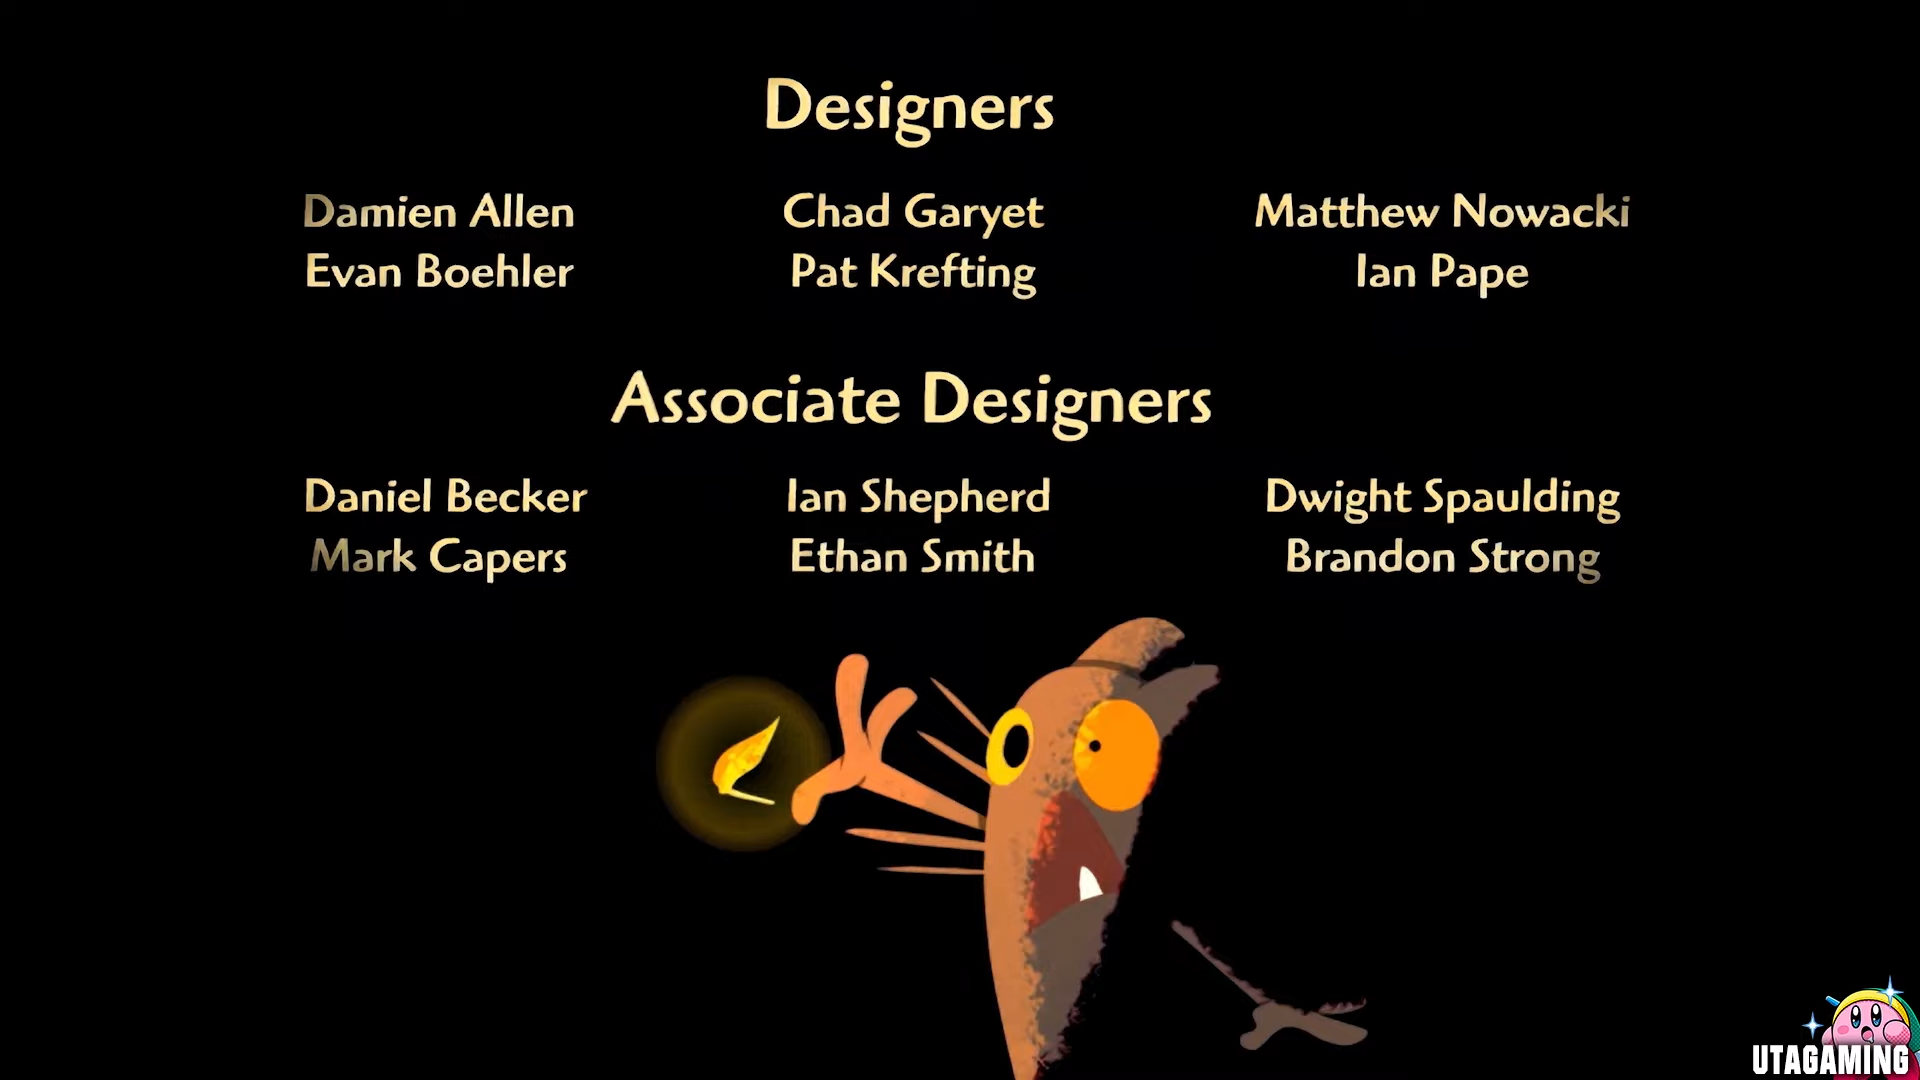 Designers
Damien Allen Chad Garyet Matthew Nowacki
Evan Boehler Pat Krefting Ian Pape
Associate Designers
Daniel Becker Ian Shepherd Dwight Spaulding
Mark Capers Ethan Smith Brandon Strong
UTAGAMING